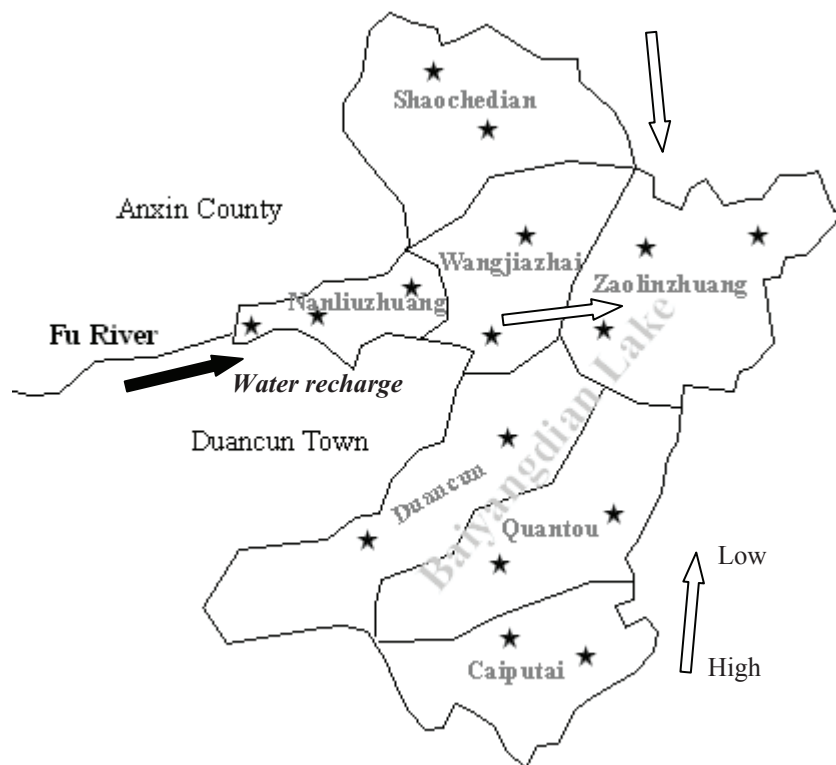 Shaochedian
Anxin County
Wangjiazhai
Zaolinzhuang
Nanliuzhuang
Fu River
Water recharge
Duancun Town
Baiyangdian Lake
Duancun
Quantou
Low
High
Caiputai